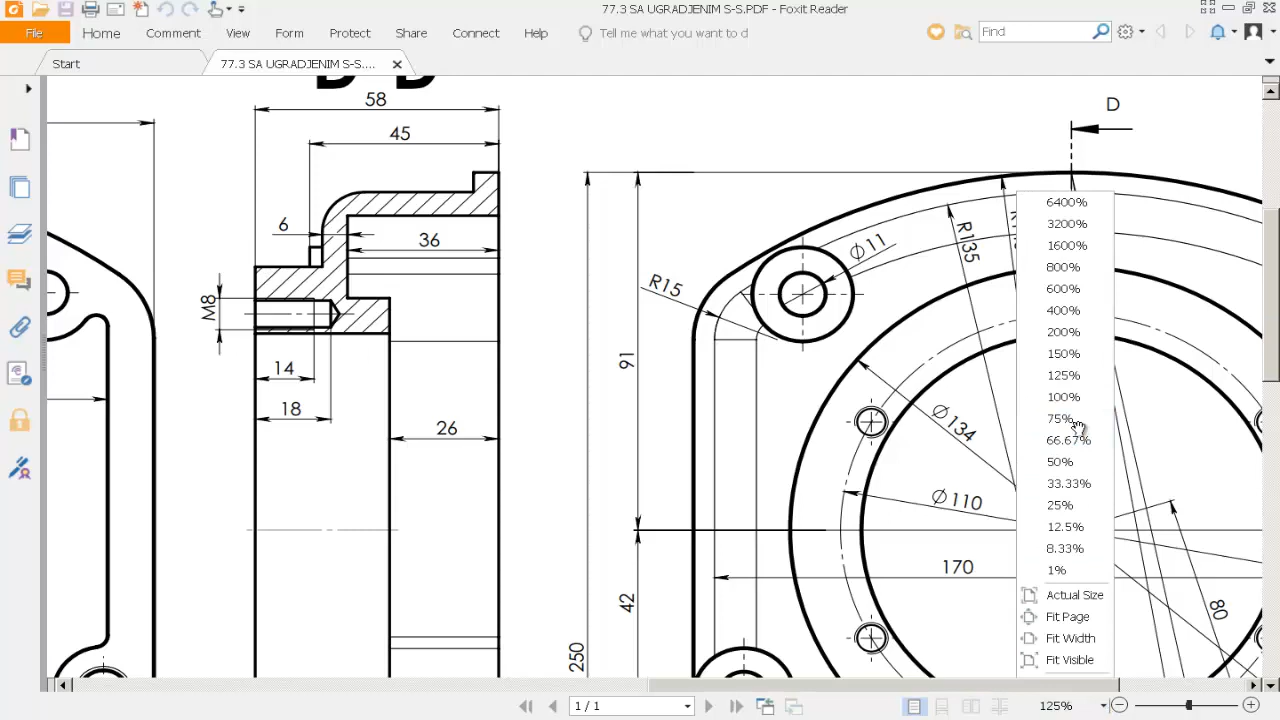 77.3 SA UGRADJENIM S-S.PDF - Foxit Reader
File Home Comment View Form Protect Share Connect Help Tell me what you want to d
Find
Start
77.3 SA UGRADJENIM S-S....
58
45
6
36
M8
14
18
26
D
R135
Ø11
R15
91
Ø134
Ø110
170
42
250
80
6400%
3200%
1600%
800%
600%
400%
200%
150%
125%
100%
75%
66.67%
50%
33.33%
25%
12.5%
8.33%
1%
Actual Size
Fit Page
Fit Width
Fit Visible
1 / 1
125%